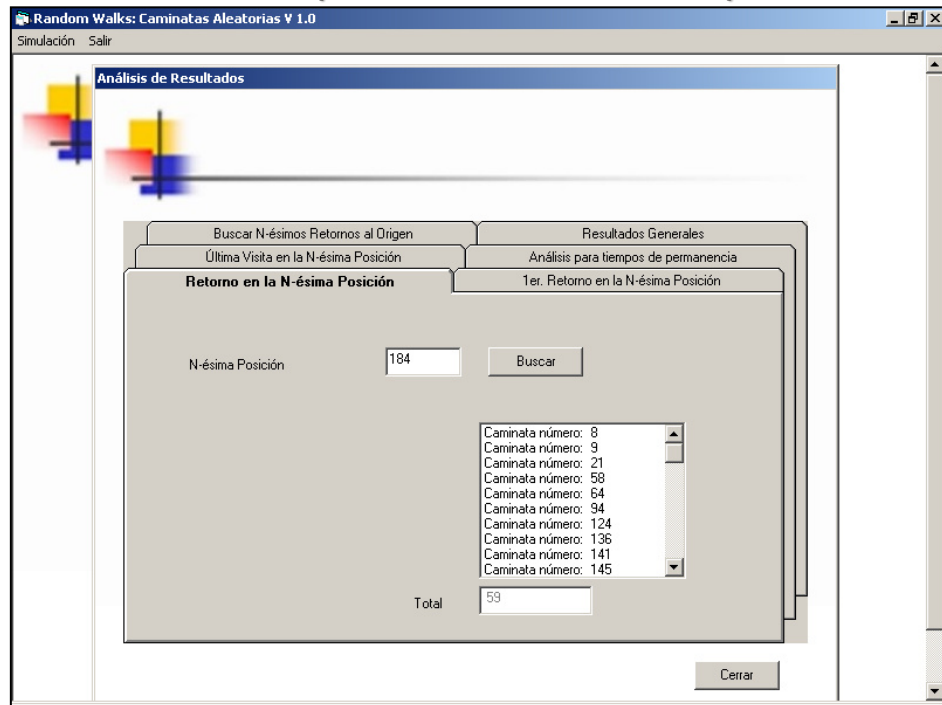 Random Walks: Caminatas Aleatorias V 1.0
Simulación Salir
Análisis de Resultados
Buscar N-ésimos Retornos al Origen
Resultados Generales
Última Visita en la N-ésima Posición
Análisis para tiempos de permanencia
Retorno en la N-ésima Posición
1er. Retorno en la N-ésima Posición
N-ésima Posición
184
Buscar
Caminata número: 8
Caminata número: 9
Caminata número: 21
Caminata número: 58
Caminata número: 64
Caminata número: 94
Caminata número: 124
Caminata número: 136
Caminata número: 141
Caminata número: 145
Total
59
Cerrar